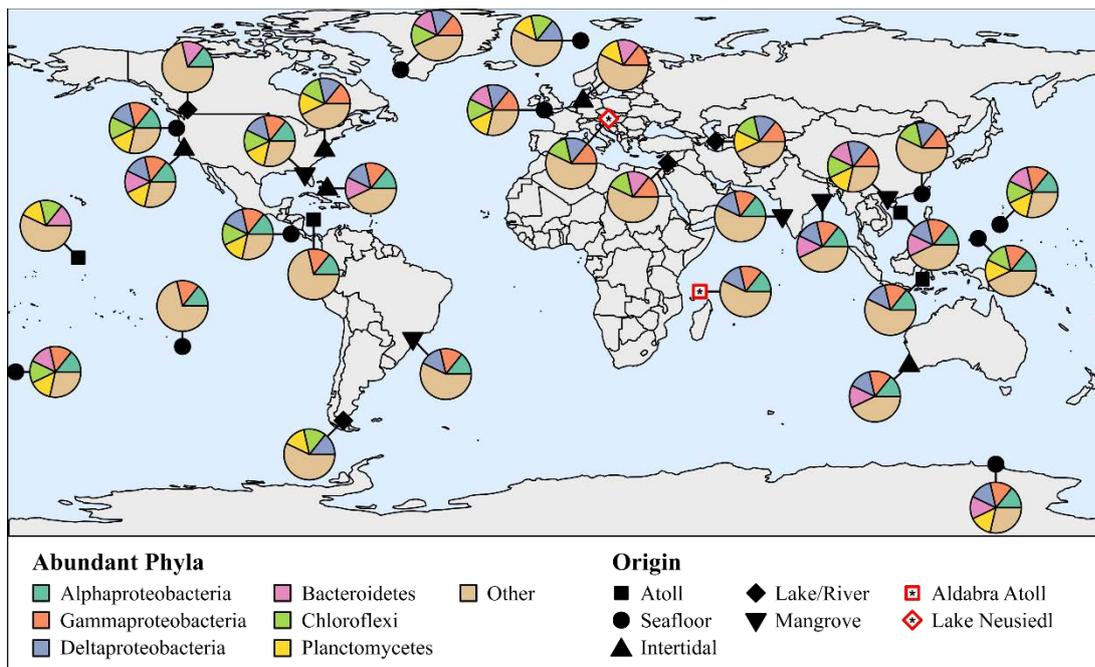 Abundant Phyla
Alphaproteobacteria
Gammaproteobacteria
Deltaproteobacteria
Bacteroidetes
Chloroflexi
Planctomycetes
Other
Origin
Atoll
Seafloor
Intertidal
Lake/River
Mangrove
Aldabra Atoll
Lake Neusiedl